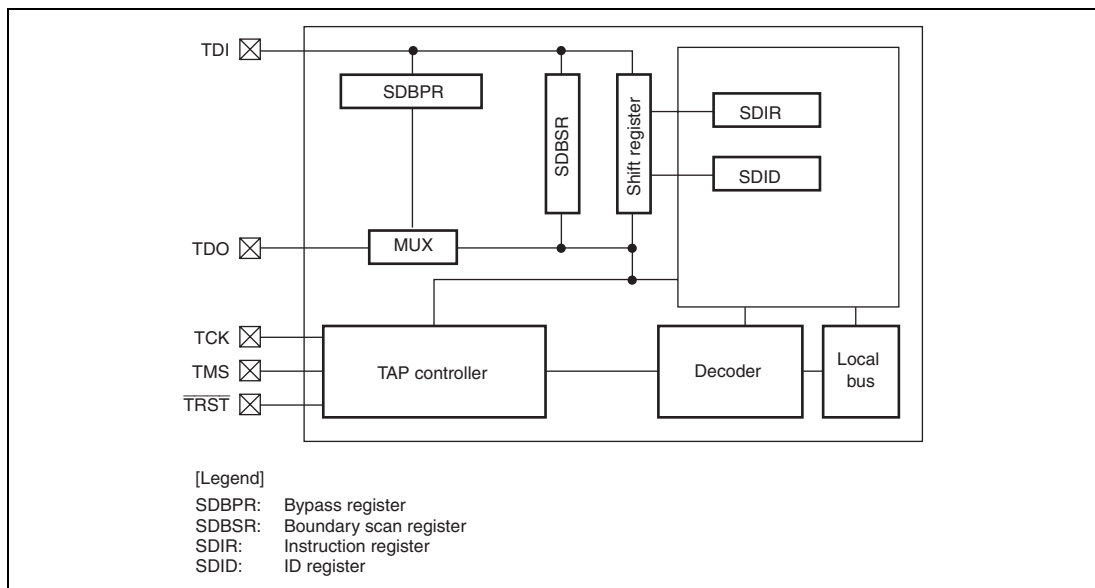 TDI
SDBPR
SDBSR
Shift register
SDIR
SDID
TDO
MUX
TCK
TMS
TRST
TAP controller
Decoder
Local
bus
[Legend]
SDBPR: Bypass register
SDBSR: Boundary scan register
SDIR: Instruction register
SDID: ID register